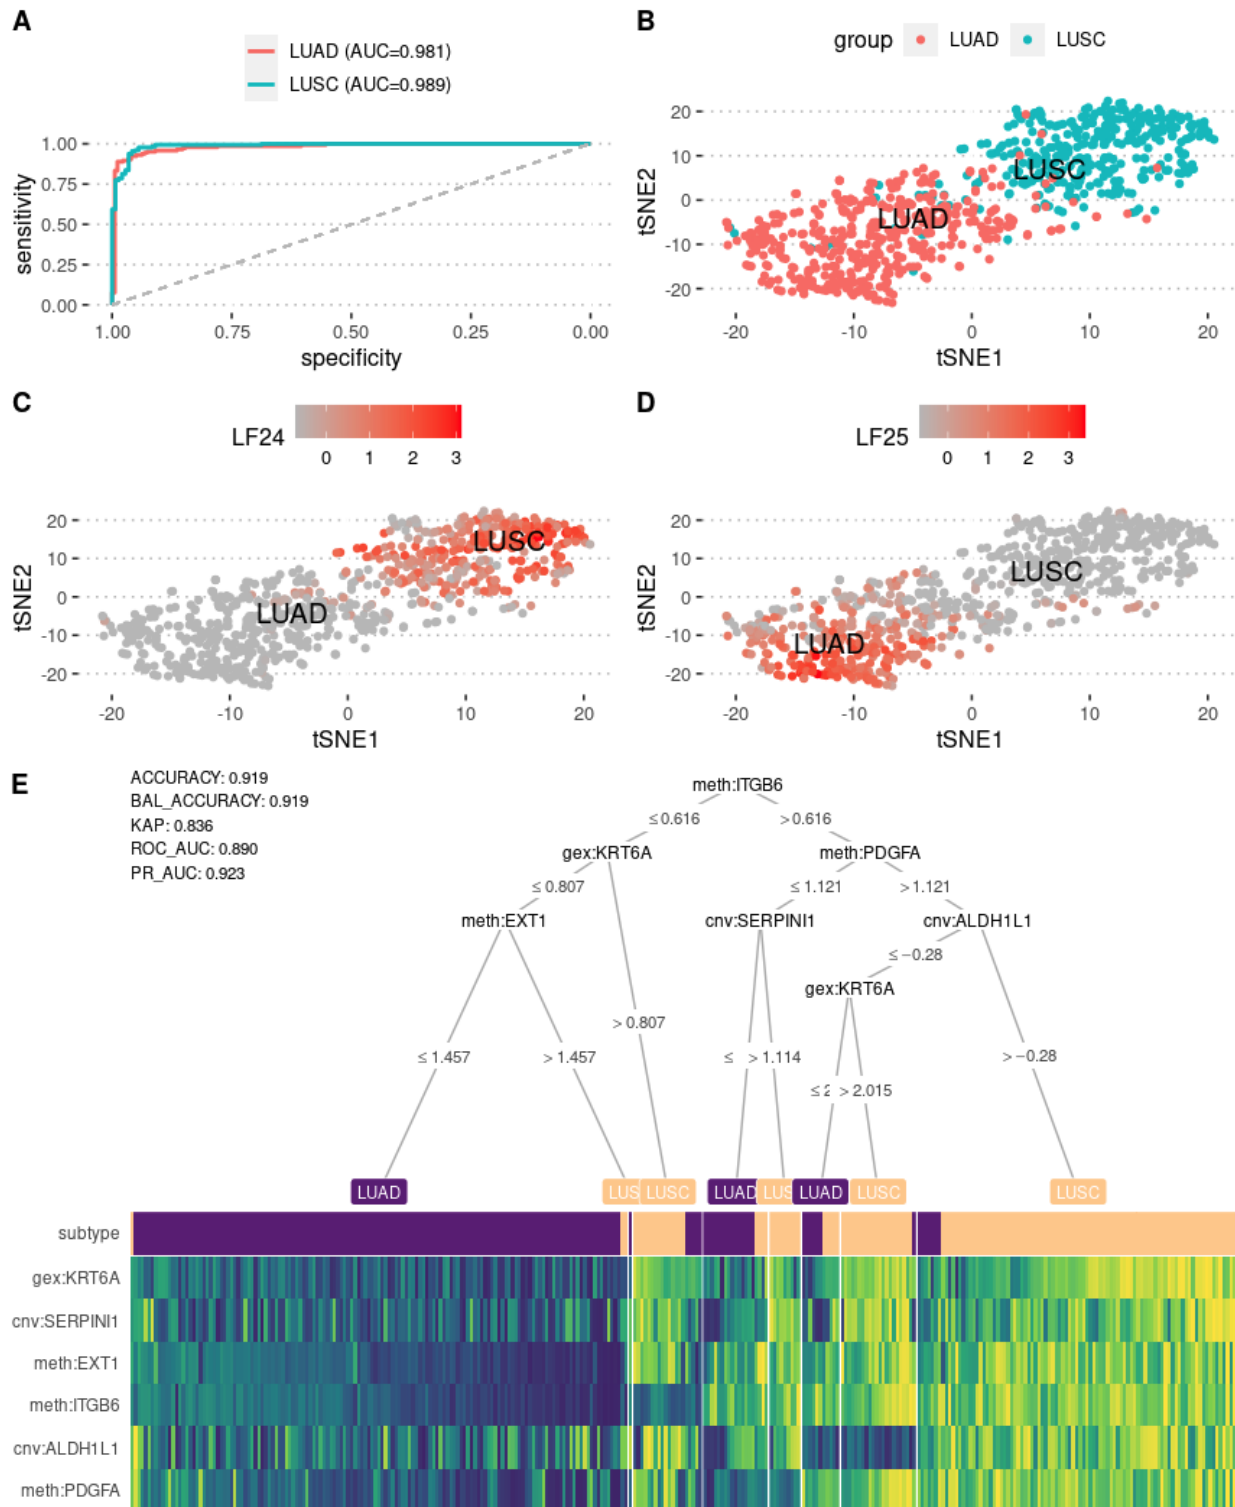 A
LUAD (AUC=0.981)
LUSC (AUC=0.989)
1.00
0.75
0.50
0.25
0.00
sensitivity
1.00 0.75 0.50 0.25 0.00
specificity
B
group LUAD LUSC
20
10
0
-10
-20
tSNE2
LUSC
LUAD
-20 -10 0 10 20
tSNE1
C
LF24
0 1 2 3
20
10
0
-10
-20
tSNE2
LUSC
LUAD
-20 -10 0 10 20
tSNE1
D
LF25
0 1 2 3
20
10
0
-10
-20
tSNE2
LUSC
LUAD
-20 -10 0 10 20
tSNE1
E
ACCURACY: 0.919
BAL_ACCURACY: 0.919
KAP: 0.836
ROC_AUC: 0.890
PR_AUC: 0.923
meth:ITGB6
≤0.616 >0.616
gex:KRT6A meth:PDGFA
≤ 0.807 ≤ 1.121 > 1.121
meth:EXT1 cnv:SERPINI1 cnv:ALDH1L1
≤ −0.28
gex:KRT6A
> 0.807
≤ 1.457 > 1.457 ≤ > 1.114 > −0.28
≤ 2 > 2.015
LUAD LUS LUSC LUAD LUS LUAD LUSC LUSC
subtype
gex:KRT6A
cnv:SERPINI1
meth:EXT1
meth:ITGB6
cnv:ALDH1L1
meth:PDGFA